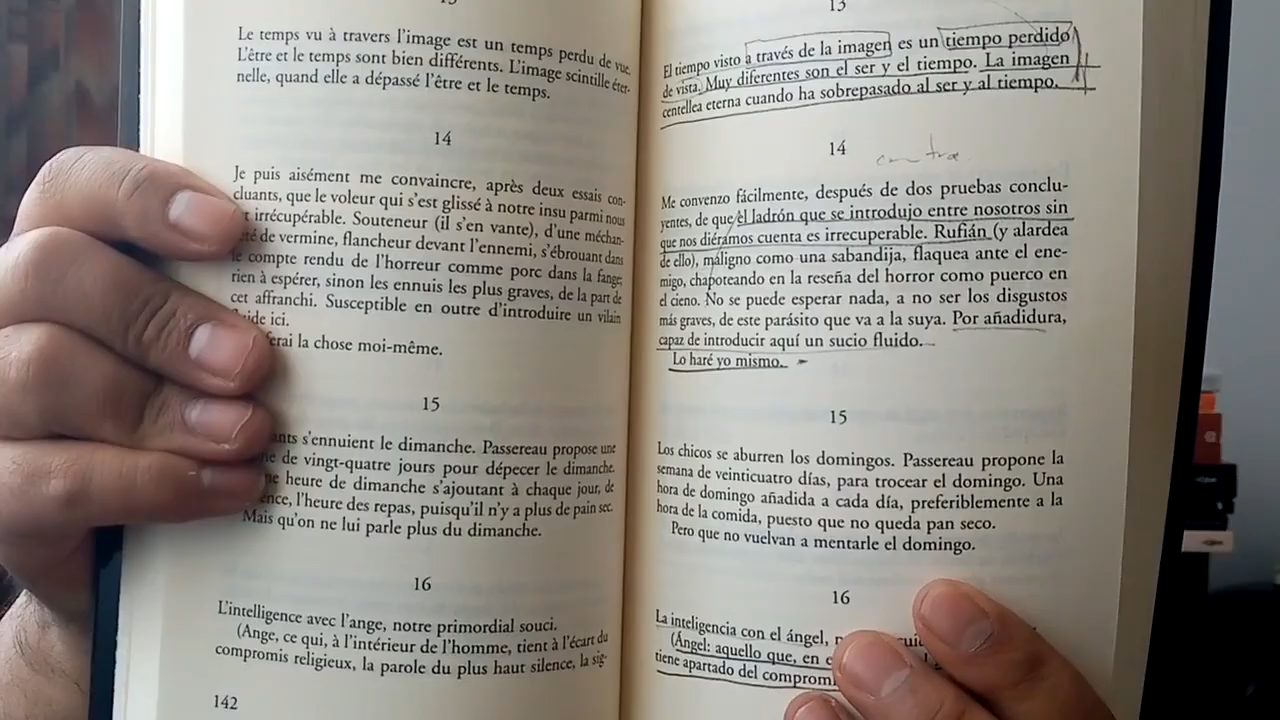 Le temps vu à travers l'image est un temps perdu de vue.
L'être et le temps sont bien différents. L'image scintille éter-
nelle, quand elle a dépassé l'être et le temps.
14
Je puis aisément me convaincre, après deux essais con-
cluants, que le voleur qui s'est glissé à notre insu parmi nous
irrécupérable. Souteneur (il s'en vante), d'une méchan-
de vermine, flancheur devant l'ennemi, s'ébrouant dans
le compte rendu de l'horreur comme porc dans la fange;
rien à espérer, sinon les ennuis les plus graves, de la part de
cet affranchi. Susceptible en outre d'introduire un vilain
ici.
la chose moi-même.
15
s'ennuient le dimanche. Passereau propose une
de vingt-quatre jours pour dépecer le dimanche.
heure de dimanche s'ajoutant à chaque jour, de
l'heure des repas, puisqu'il n'y a plus de pain sec.
Mais qu'on ne lui parle plus du dimanche.
16
L'intelligence avec l'ange, notre primordial souci.
(Ange, ce qui, à l'intérieur de l'homme, tient à l'écart du
compromis religieux, la parole du plus haut silence, la sig-
142
13
El tiempo visto a través de la imagen es un tiempo perdido
de vista. Muy diferentes son el ser y el tiempo. La imagen
centellea eterna cuando ha sobrepasado al ser y al tiempo.
14
Me convenzo fácilmente, después de dos pruebas conclu-
yentes, de que el ladrón que se introdujo entre nosotros sin
que nos diéramos cuenta es irrecuperable. Rufián (y alardea
de ello), maligno como una sabandija, flaquea ante el ene-
migo, chapoteando en la reseña del horror como puerco en
el cieno. No se puede esperar nada, a no ser los disgustos
más graves, de este parásito que va a la suya. Por añadidura,
capaz de introducir aquí un sucio fluido.
Lo haré yo mismo.
15
Los chicos se aburren los domingos. Passereau propone la
semana de veinticuatro días, para trocear el domingo. Una
hora de domingo añadida a cada día, preferiblemente a la
hora de la comida, puesto que no queda pan seco.
Pero que no vuelvan a mentarle el domingo.
16
La inteligencia con el ángel,
(Ángel: aquello que, en
tiene apartado del